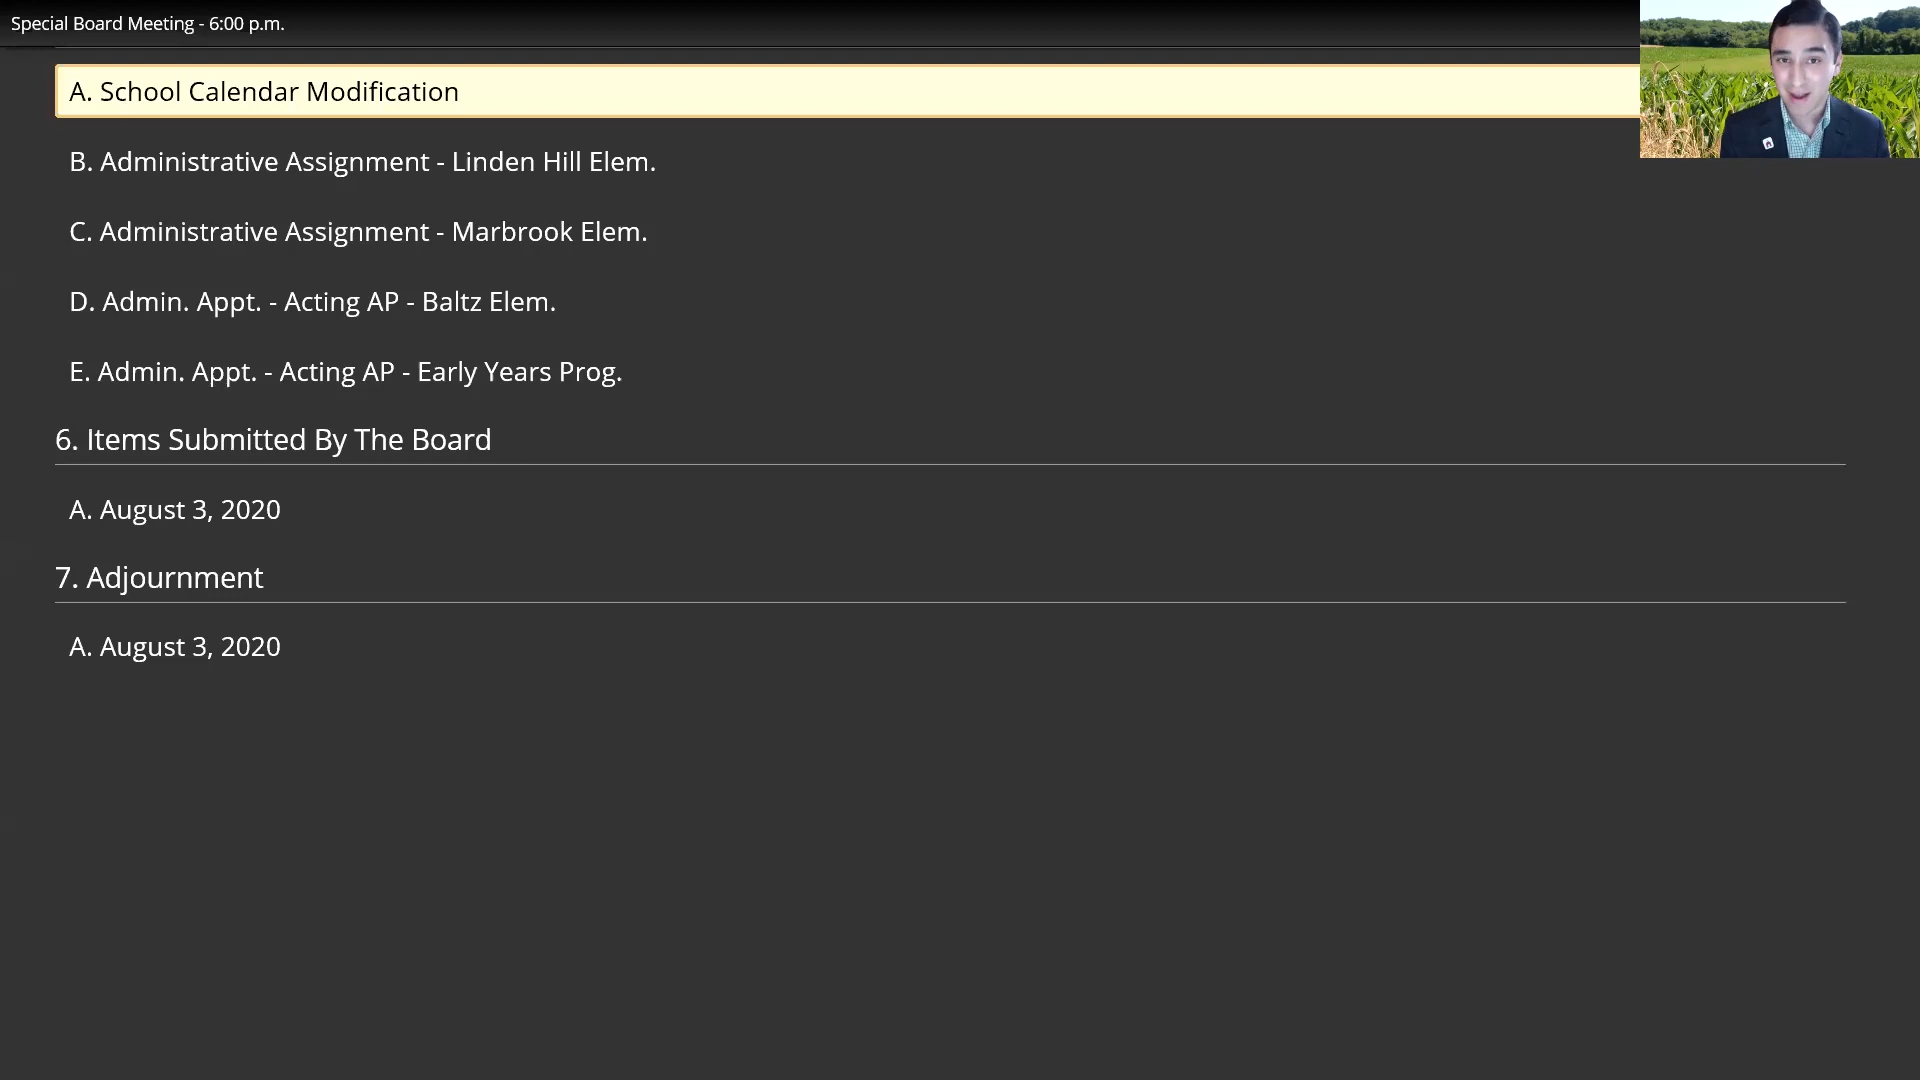 Special Board Meeting - 6:00 p.m.
A. School Calendar Modification
B. Administrative Assignment - Linden Hill Elem.
C. Administrative Assignment - Marbrook Elem.
D. Admin. Appt. - Acting AP - Baltz Elem.
E. Admin. Appt. - Acting AP - Early Years Prog.
6. Items Submitted By The Board
A. August 3, 2020
7. Adjournment
A. August 3, 2020